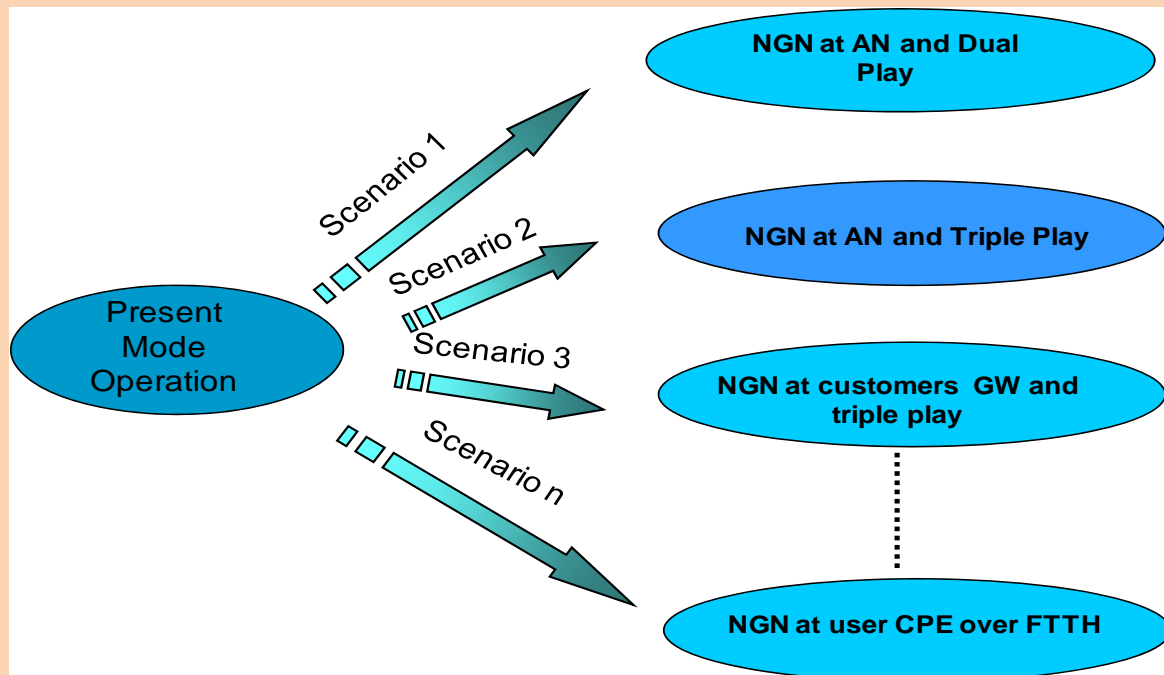 NGN at AN and Dual
Play
Scenario 1
Scenario 2
NGN at AN and Triple Play
Present
Mode
Operation
Scenario 3
NGN at customers GW and
triple play
Scenario n
NGN at user CPE over FTTH